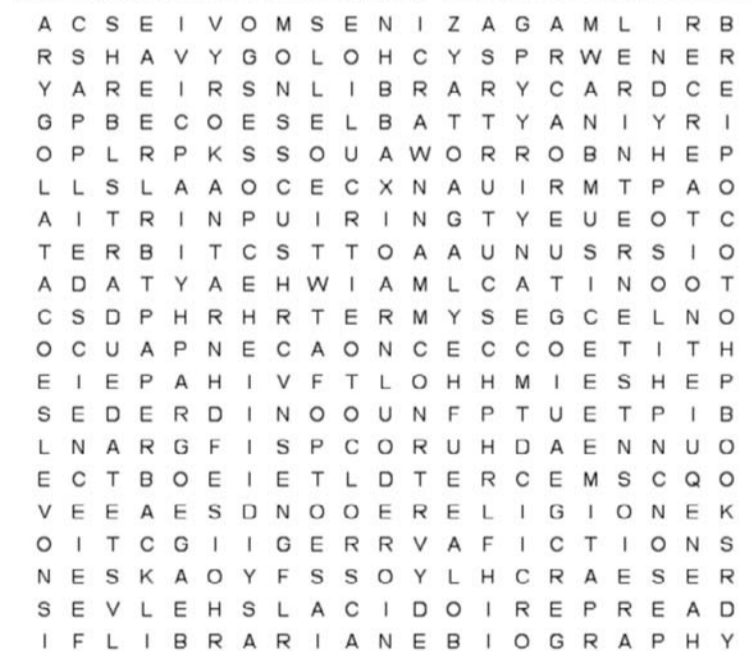 A C S E I V O M S E N I Z A G A M L I R B
R S H A V Y G O L O H C Y S P R W E N E R
Y A R E I R S N L I B R A R Y C A R D C E
G P B E C O E S E L B A T T Y A N I Y R I
O P L R P K S S O U A W O R R O B N H E P
L L S L A A O C E C X N A U I R M T P A O
A I T R I N P U I R I N G T Y E U E O T C
T E R B I T C S T T O A A U N U S R S I O
A D A T Y A E H W I A M L C A T I N O O T
C S D P H R H R T E R M Y S E G C E L N O
O C U A P N E C A O N C E C C O E T I T H
E I E P A H I V F T L O H H M I E S H E P
S E D E R D I N O O U N F P T U E T P I B
L N A R G F I S P C O R U H D A E N N U O
E C T B O E I E T L D T E R C E M S C Q O
V E E A E S D N O O E R E L I G I O N E K
O I T C G I I G E R R V A F I C T I O N S
N E S K A O Y F S S O Y L H C R A E S E R
S E V L E H S L A C I D O I R E P R E A D
I F L I B R A R I A N E B I O G R A P H Y